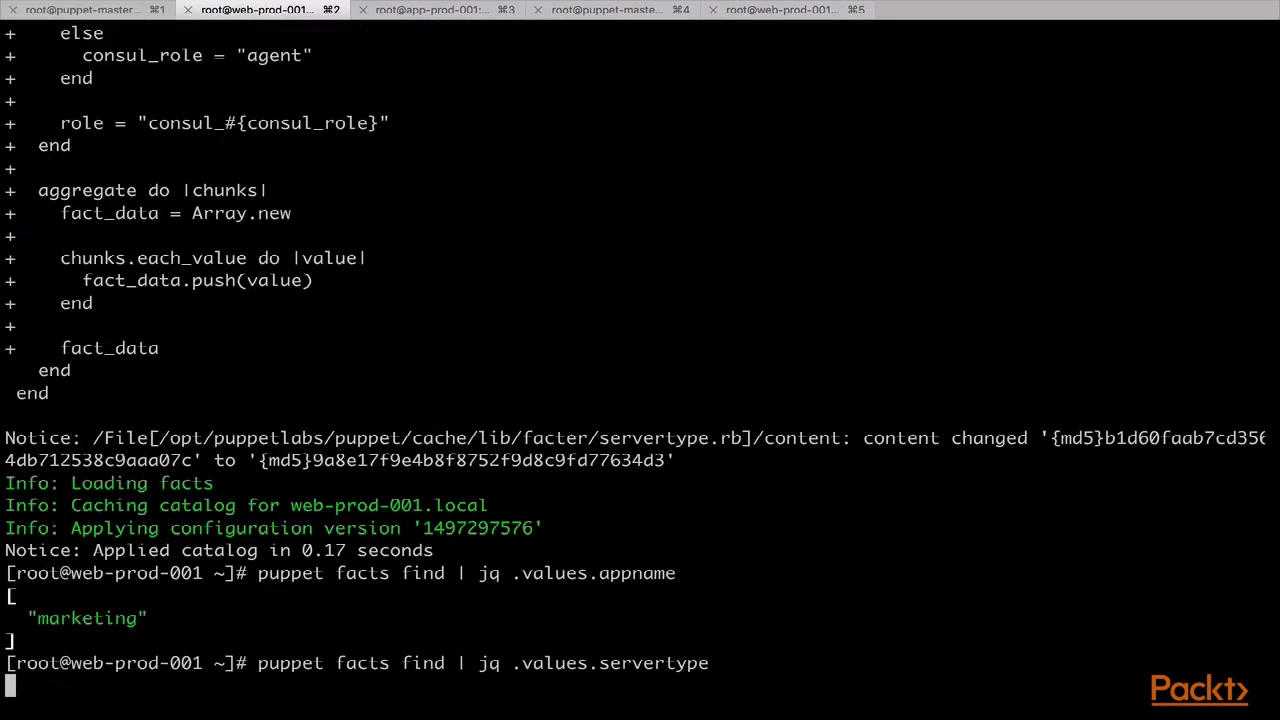 root@puppet-master... ⌘1 root@web-prod-001... ⌘2 root@app-prod-001:... ⌘3 root@puppet-maste... ⌘4 root@web-prod-001... ⌘5
+    else
+      consul_role = "agent"
+    end
+
+    role = "consul_#{consul_role}"
+  end
+
+  aggregate do |chunks|
+    fact_data = Array.new
+
+    chunks.each_value do |value|
+      fact_data.push(value)
+    end
+
+    fact_data
   end
 end
Notice: /File[/opt/puppetlabs/puppet/cache/lib/facter/servertype.rb]/content: content changed '{md5}b1d60faab7cd356
4db712538c9aaa07c' to '{md5}9a8e17f9e4b8f8752f9d8c9fd77634d3'
Info: Loading facts
Info: Caching catalog for web-prod-001.local
Info: Applying configuration version '1497297576'
Notice: Applied catalog in 0.17 seconds
[root@web-prod-001 ~]# puppet facts find | jq .values.appname
[
  "marketing"
]
[root@web-prod-001 ~]# puppet facts find | jq .values.servertype
Packt>